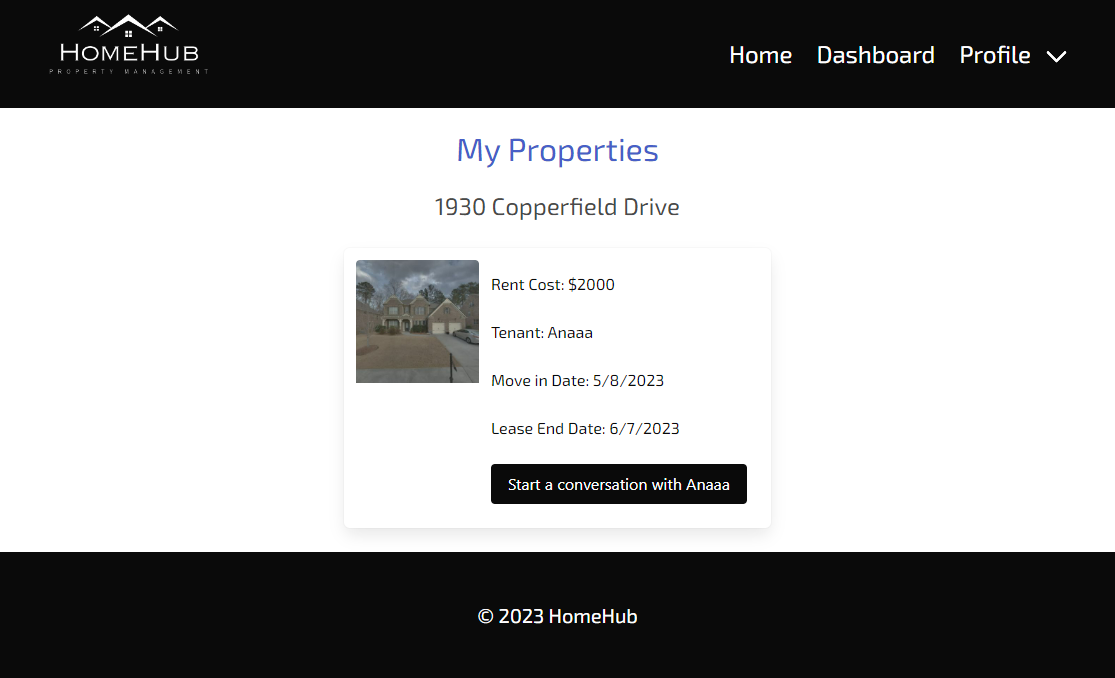 HOMEHUB
PROPERTY MANAGEMENT
Home Dashboard Profile
My Properties
1930 Copperfield Drive
Rent Cost: $2000
Tenant: Anaaa
Move in Date: 5/8/2023
Lease End Date: 6/7/2023
Start a conversation with Anaaa
© 2023 HomeHub